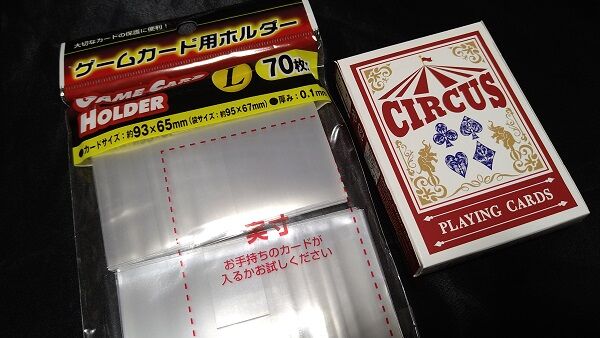 大切なカードの保護に便利!
ゲームカード用ホルダー
GAME CARD
HOLDER
L
70枚
●カードサイズ:約93×65mm(袋サイズ:約95×67mm) ●厚み:0.1mm
実寸
お手持ちのカードが
入るかお試しください
CIRCUS
PLAYING CARDS